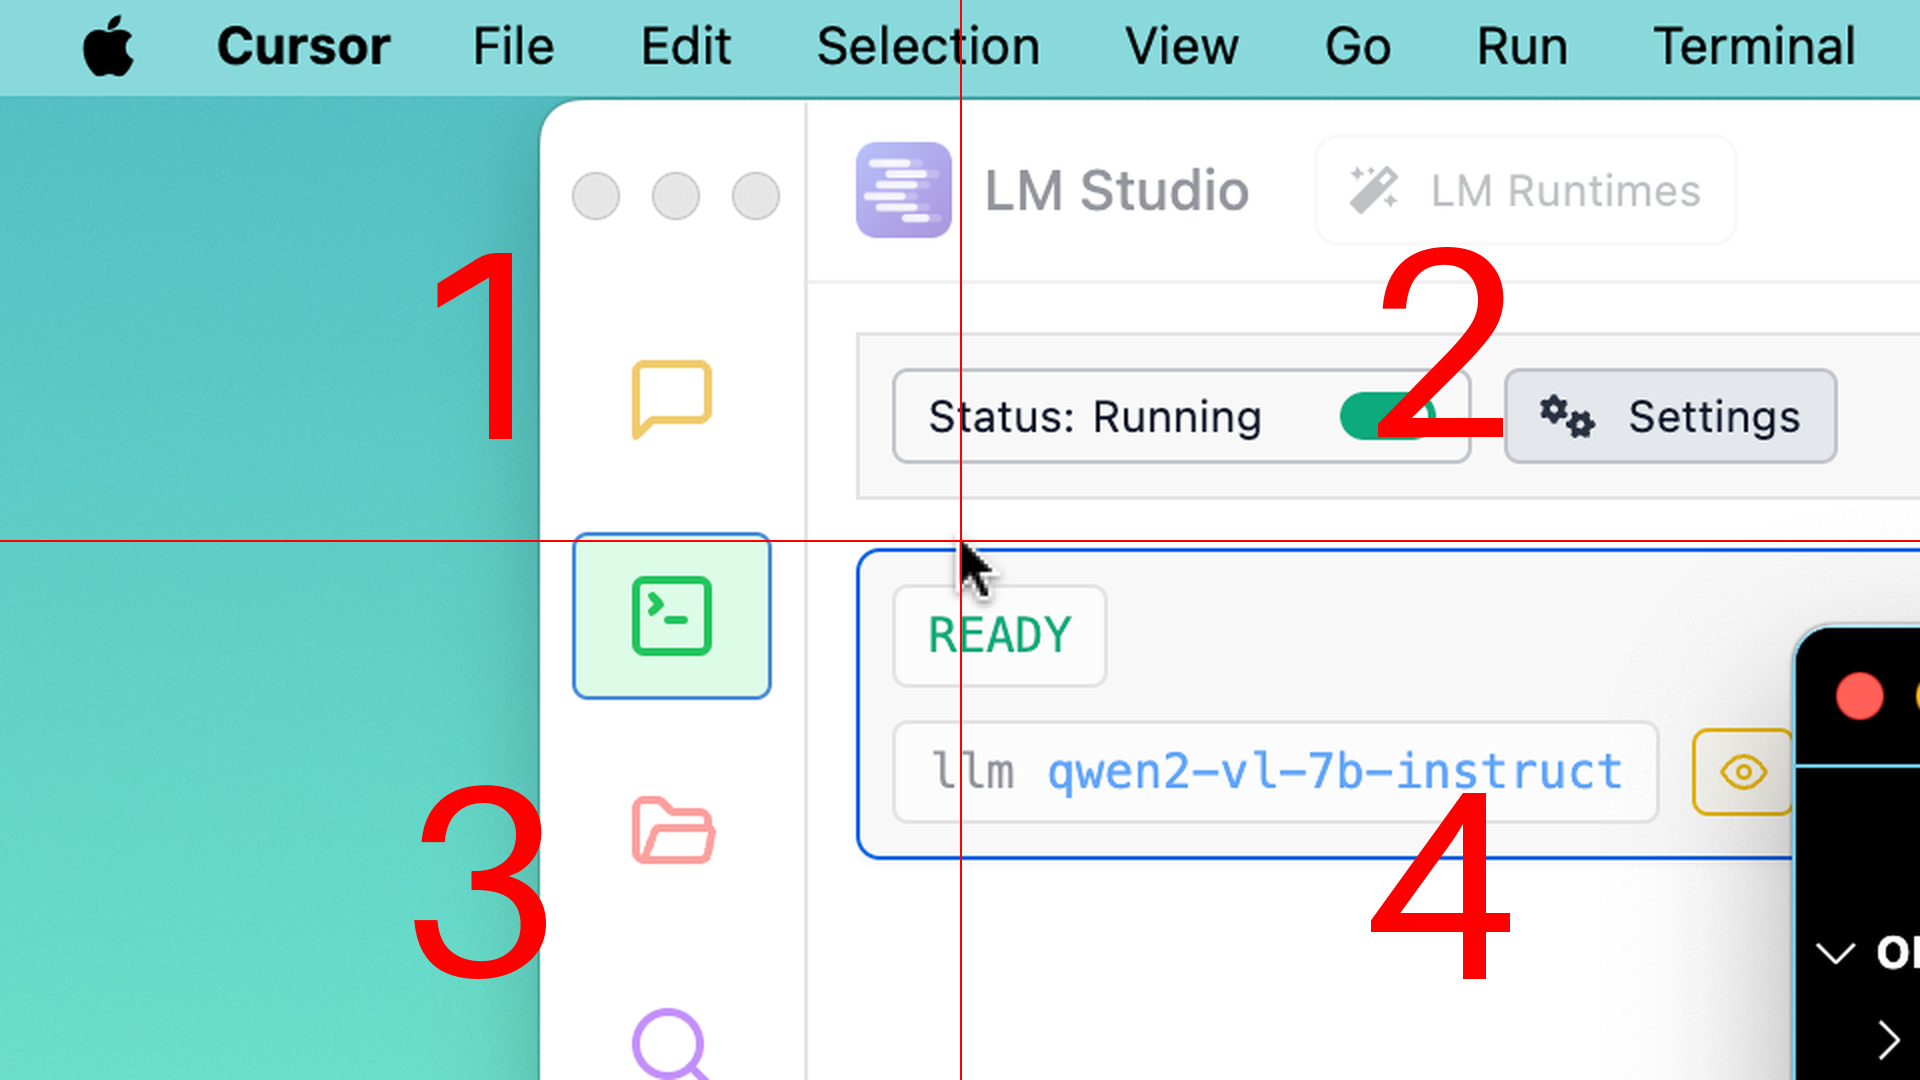 Cursor File Edit Selection View Go Run Terminal
LM Studio LM Runtimes
1 2
Status: Running Settings
READY
llm qwen2-vl-7b-instruct
3 4